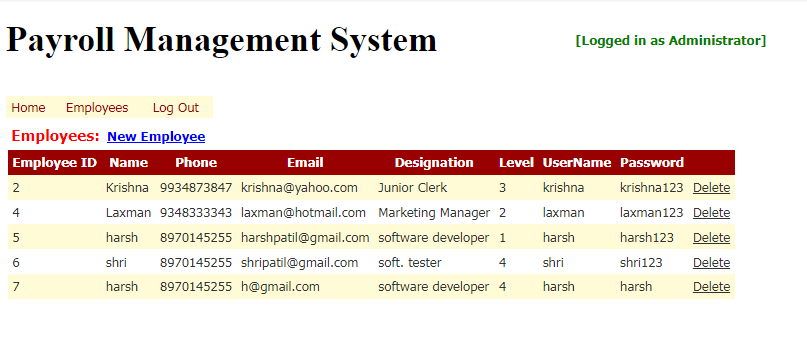 Payroll Management System
[Logged in as Administrator]
Home Employees Log Out
Employees: New Employee
Employee ID Name Phone Email Designation Level UserName Password
2 Krishna 9934873847 krishna@yahoo.com Junior Clerk 3 krishna krishna123 Delete
4 Laxman 9348333343 laxman@hotmail.com Marketing Manager 2 laxman laxman123 Delete
5 harsh 8970145255 harshpatil@gmail.com software developer 1 harsh harsh123 Delete
6 shri 8970145255 shripatil@gmail.com soft. tester 4 shri shri123 Delete
7 harsh 8970145255 h@gmail.com software developer 4 harsh harsh Delete